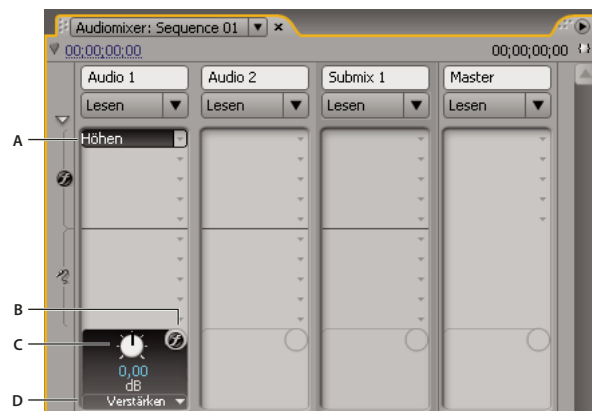 Audiomixer: Sequence 01
00;00;00;00 00;00;00;00
Audio 1 Audio 2 Submix 1 Master
Lesen Lesen Lesen Lesen
A Höhen
B
C
0,00
dB
D Verstärken